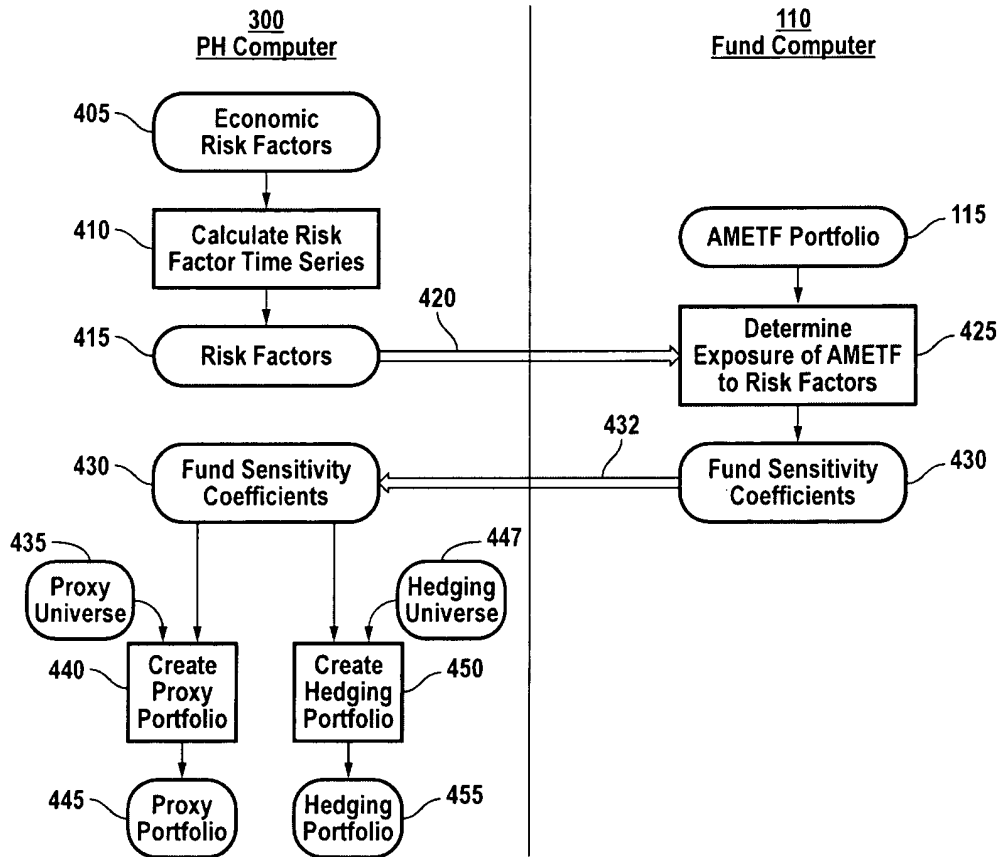 300
PH Computer
110
Fund Computer
405
Economic
Risk Factors
410
Calculate Risk
Factor Time Series
115
AMETF Portfolio
415
Risk Factors
420
Determine
Exposure of AMETF
to Risk Factors
425
430
Fund Sensitivity
Coefficients
432
Fund Sensitivity
Coefficients
430
435
Proxy
Universe
447
Hedging
Universe
440
Create
Proxy
Portfolio
Create
Hedging
Portfolio
450
445
Proxy
Portfolio
Hedging
Portfolio
455